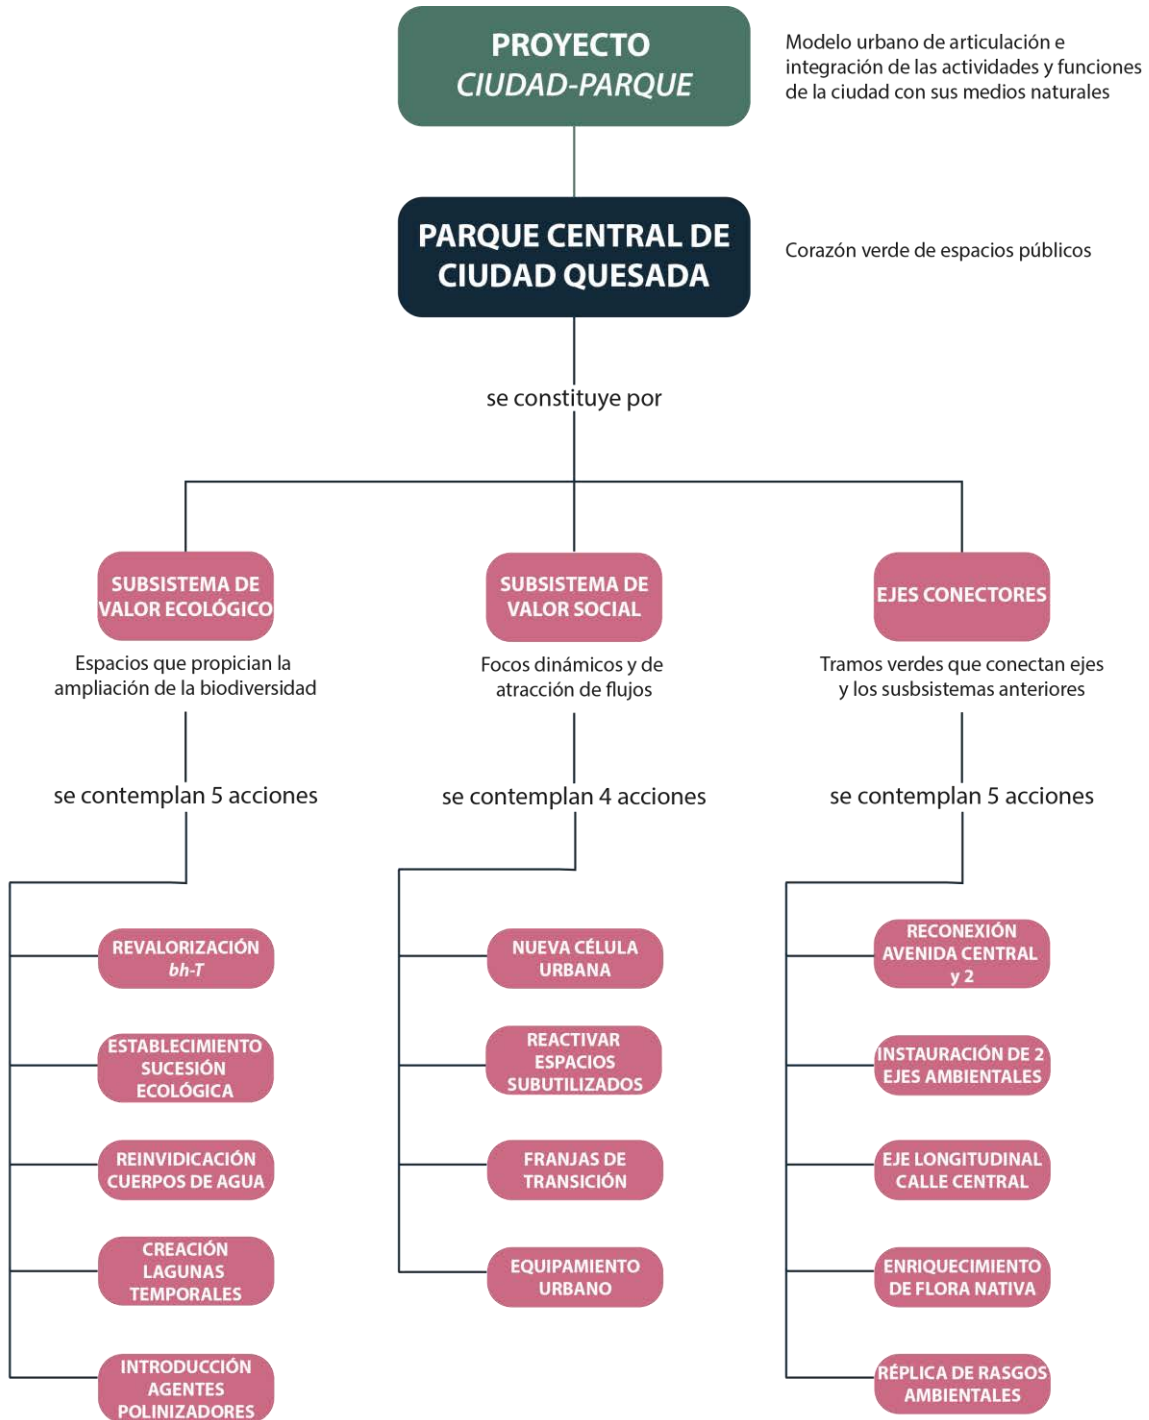 PROYECTO
CIUDAD-PARQUE
Modelo urbano de articulación e
integración de las actividades y funciones
de la ciudad con sus medios naturales
PARQUE CENTRAL DE
CIUDAD QUESADA
Corazón verde de espacios públicos
se constituye por
SUBSISTEMA DE
VALOR ECOLÓGICO
Espacios que propician la
ampliación de la biodiversidad
se contemplan 5 acciones
REVALORIZACIÓN
bh-T
ESTABLECIMIENTO
SUCESIÓN
ECOLÓGICA
REINVIDICACIÓN
CUERPOS DE AGUA
CREACIÓN
LAGUNAS
TEMPORALES
INTRODUCCIÓN
AGENTES
POLINIZADORES
SUBSISTEMA DE
VALOR SOCIAL
Focos dinámicos y de
atracción de flujos
se contemplan 4 acciones
NUEVA CÉLULA
URBANA
REACTIVAR
ESPACIOS
SUBUTILIZADOS
FRANJAS DE
TRANSICIÓN
EQUIPAMIENTO
URBANO
EJES CONECTORES
Tramos verdes que conectan ejes
y los susbsistemas anteriores
se contemplan 5 acciones
RECONEXIÓN
AVENIDA CENTRAL
y 2
INSTAURACIÓN DE 2
EJES AMBIENTALES
EJE LONGITUDINAL
CALLE CENTRAL
ENRIQUECIMIENTO
DE FLORA NATIVA
RÉPLICA DE RASGOS
AMBIENTALES